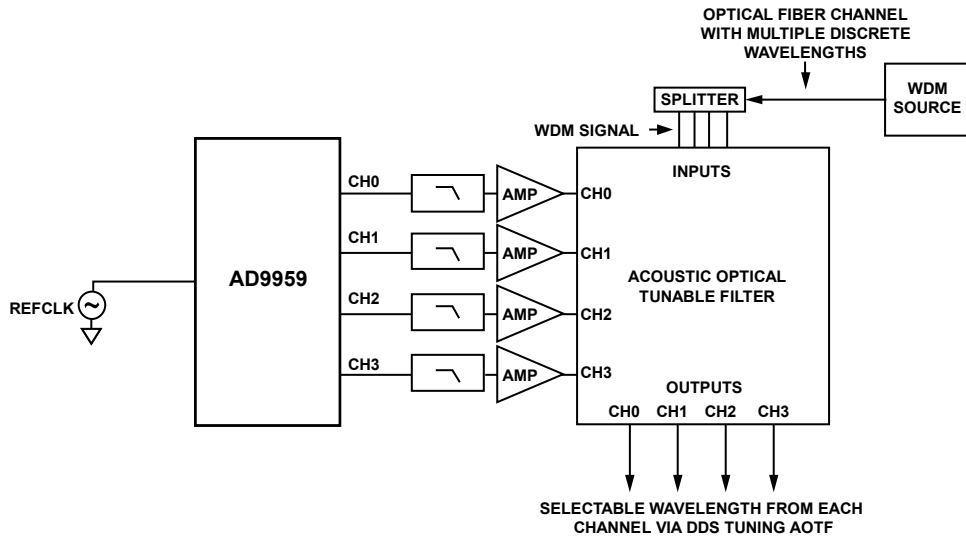 OPTICAL FIBER CHANNEL
WITH MULTIPLE DISCRETE
WAVELENGTHS
WDM
SOURCE
SPLITTER
WDM SIGNAL
INPUTS
CH0
AMP
CH0
CH1
AMP
CH1
AD9959
ACOUSTIC OPTICAL
TUNABLE FILTER
REFCLK
CH2
AMP
CH2
CH3
AMP
CH3
OUTPUTS
CH0 CH1 CH2 CH3
SELECTABLE WAVELENGTH FROM EACH
CHANNEL VIA DDS TUNING AOTF